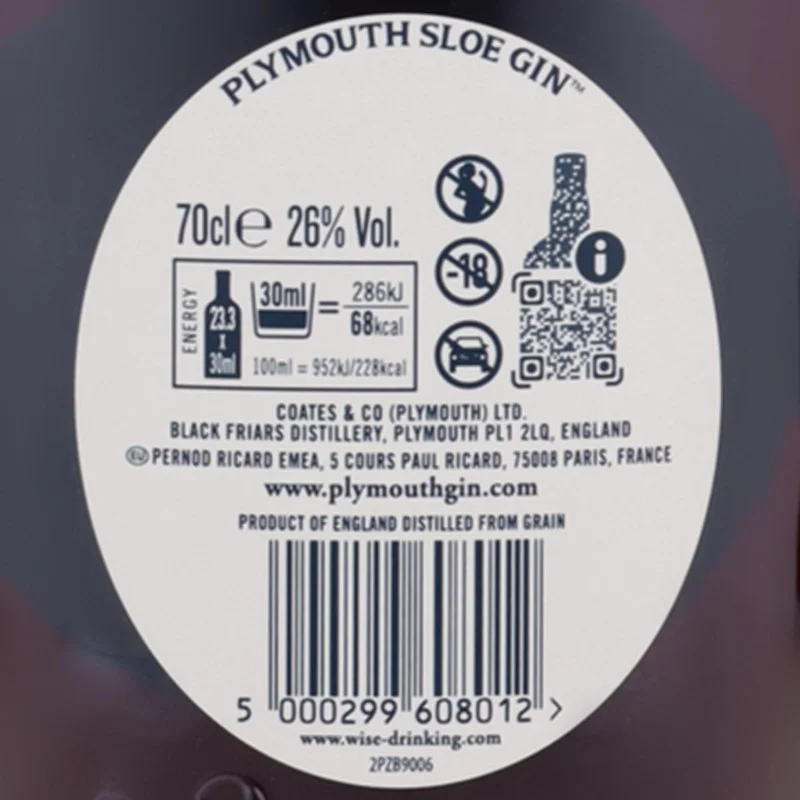 PLYMOUTH SLOE GIN™
70cl℮ 26% Vol.
-18
ENERGY
23.3
x
30ml
30ml
=
286kJ
68kcal
100ml = 952kJ/228kcal
i
COATES & CO (PLYMOUTH) LTD.
BLACK FRIARS DISTILLERY, PLYMOUTH PL1 2LQ, ENGLAND
EU PERNOD RICARD EMEA, 5 COURS PAUL RICARD, 75008 PARIS, FRANCE
www.plymouthgin.com
PRODUCT OF ENGLAND DISTILLED FROM GRAIN
5 000299 608012 >
www.wise-drinking.com
2PZB9006